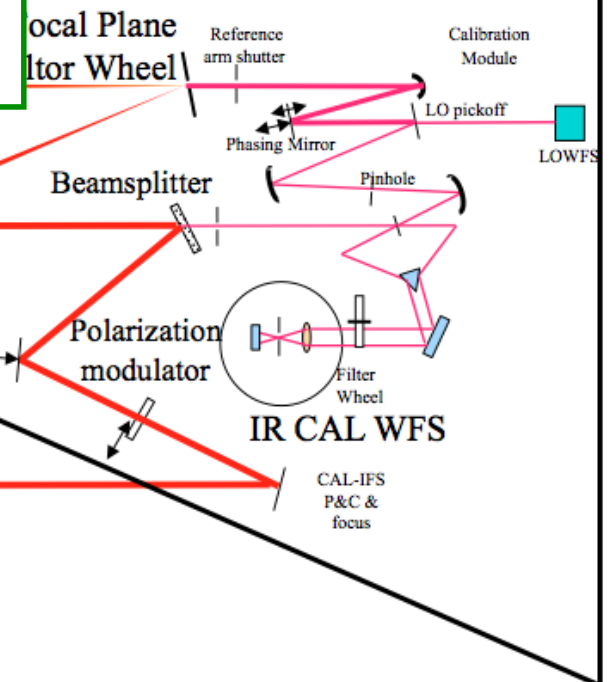 ocal Plane
ltor Wheel
Reference
arm shutter
Calibration
Module
LO pickoff
Phasing Mirror
LOWFS
Pinhole
Beamsplitter
Polarization
modulator
Filter
Wheel
IR CAL WFS
CAL-IFS
P&C &
focus